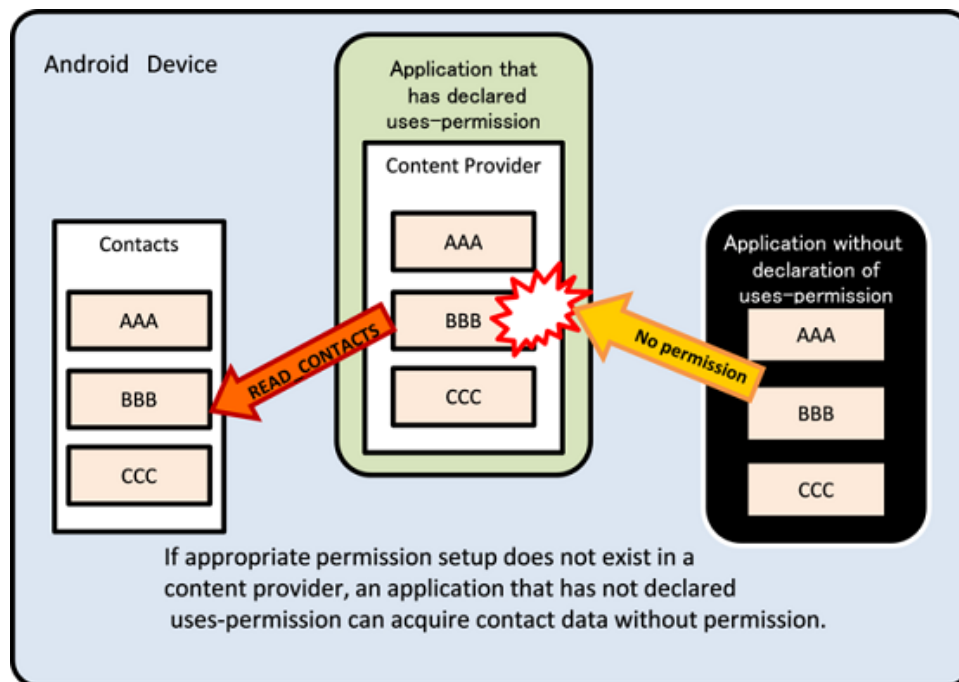 Android Device
Application that
has declared
uses-permission
Content Provider
AAA
BBB
CCC
Contacts
AAA
BBB
CCC
READ_CONTACTS
No permission
Application without
declaration of
uses-permission
AAA
BBB
CCC
If appropriate permission setup does not exist in a
content provider, an application that has not declared
uses-permission can acquire contact data without permission.